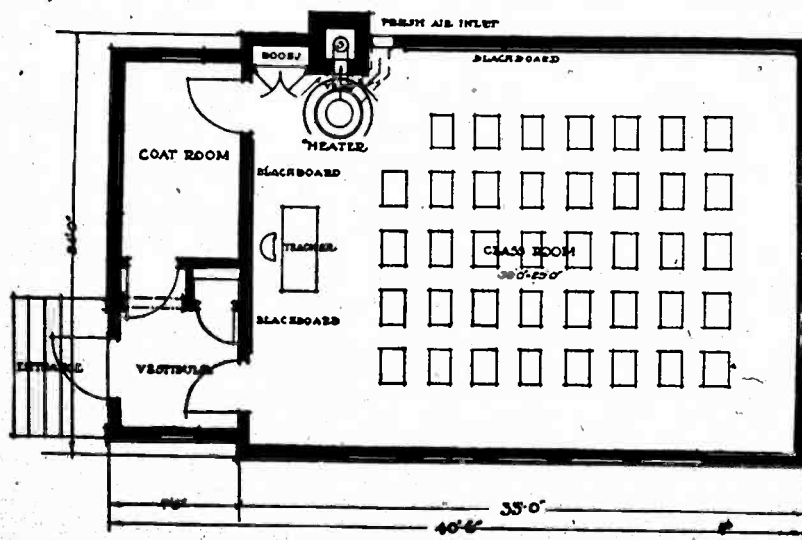 FRESH AIR INLET
BOOKS
BLACKBOARD
HEATER
COAT ROOM
BLACKBOARD
TEACHER
CLASS ROOM
BLACKBOARD
ENTRANCE
VESTIBULE
35'-0"
40'-6"